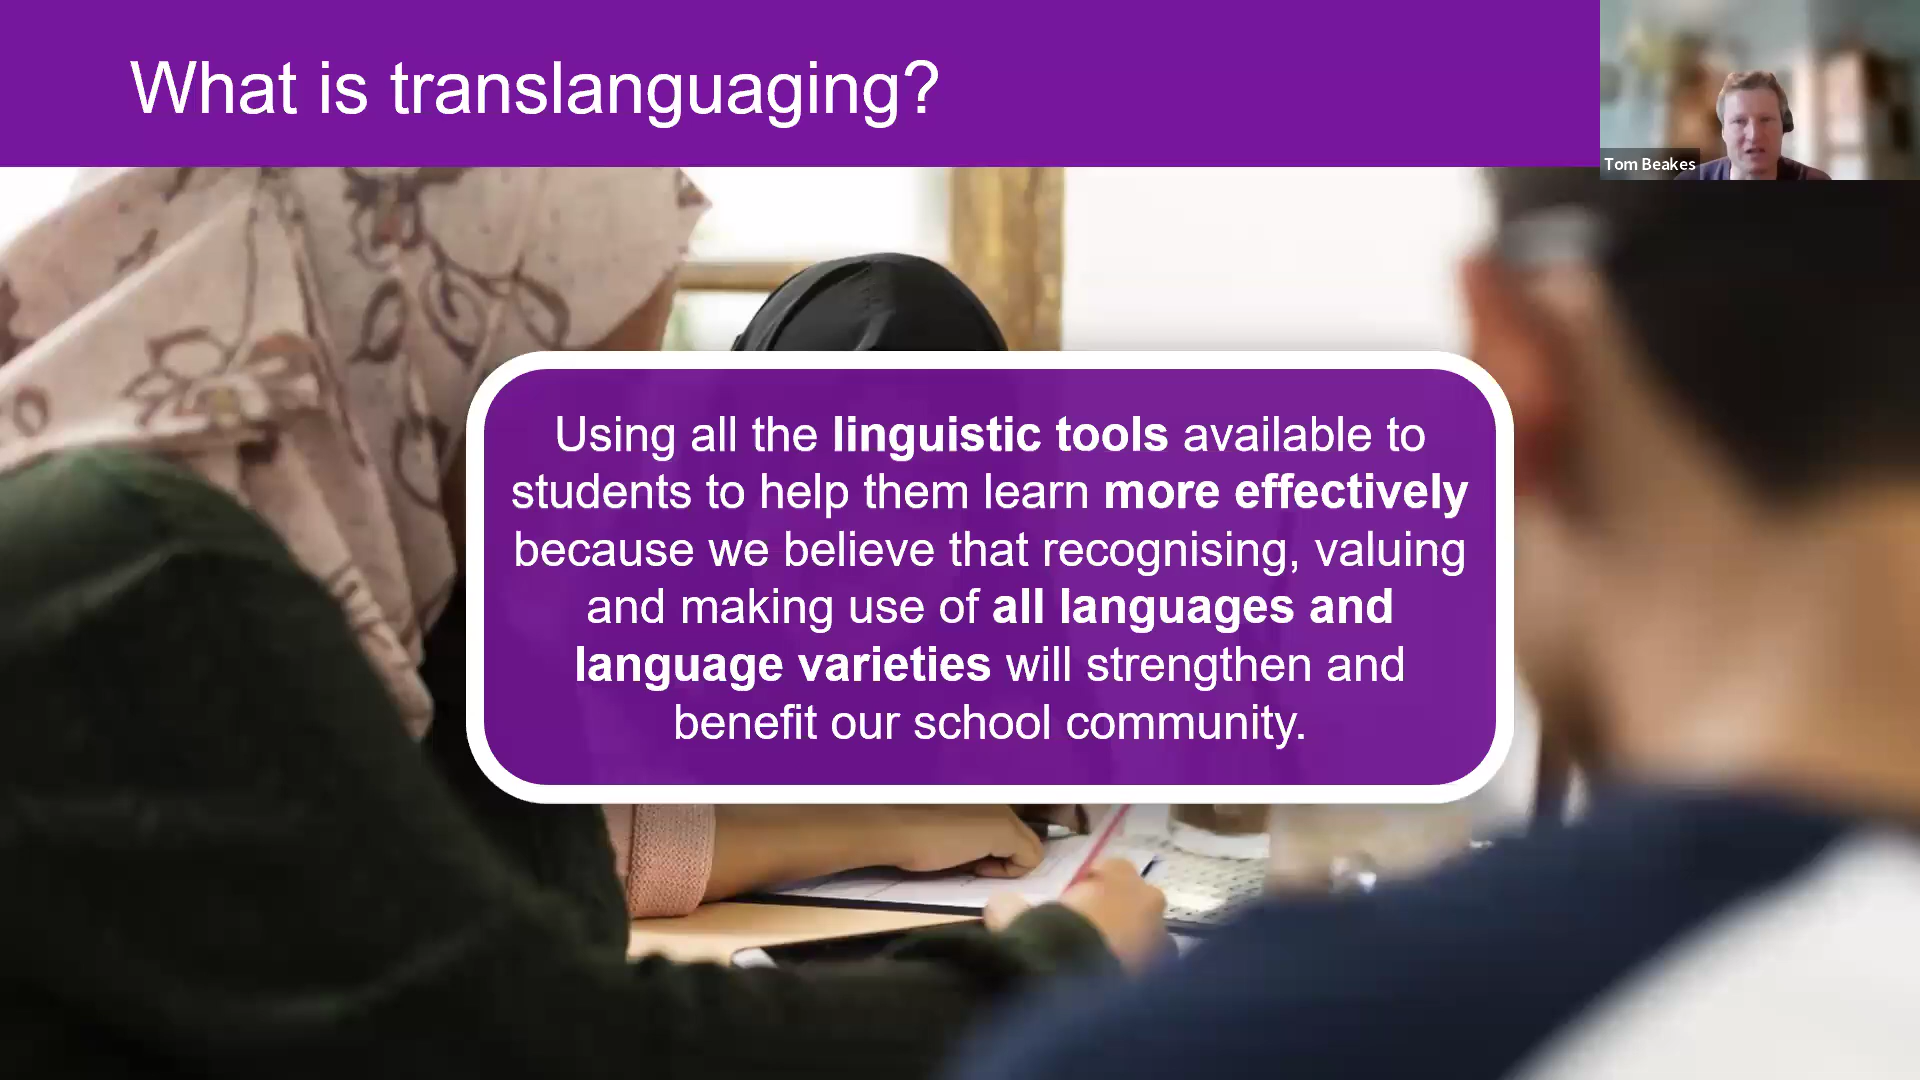 What is translanguaging?
Tom Beakes
Using all the linguistic tools available to
students to help them learn more effectively
because we believe that recognising, valuing
and making use of all languages and
language varieties will strengthen and
benefit our school community.